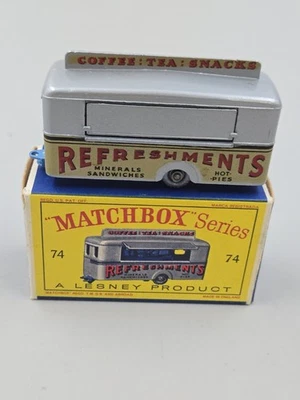 COFFEE: TEA: SNACKS
REFRESHMENTS
MINERALS HOT-
SANDWICHES PIES
"MATCHBOX" Series
74 COFFEE: TEA: SNACKS 74
REFRESHMENTS
A LESNEY PRODUCT